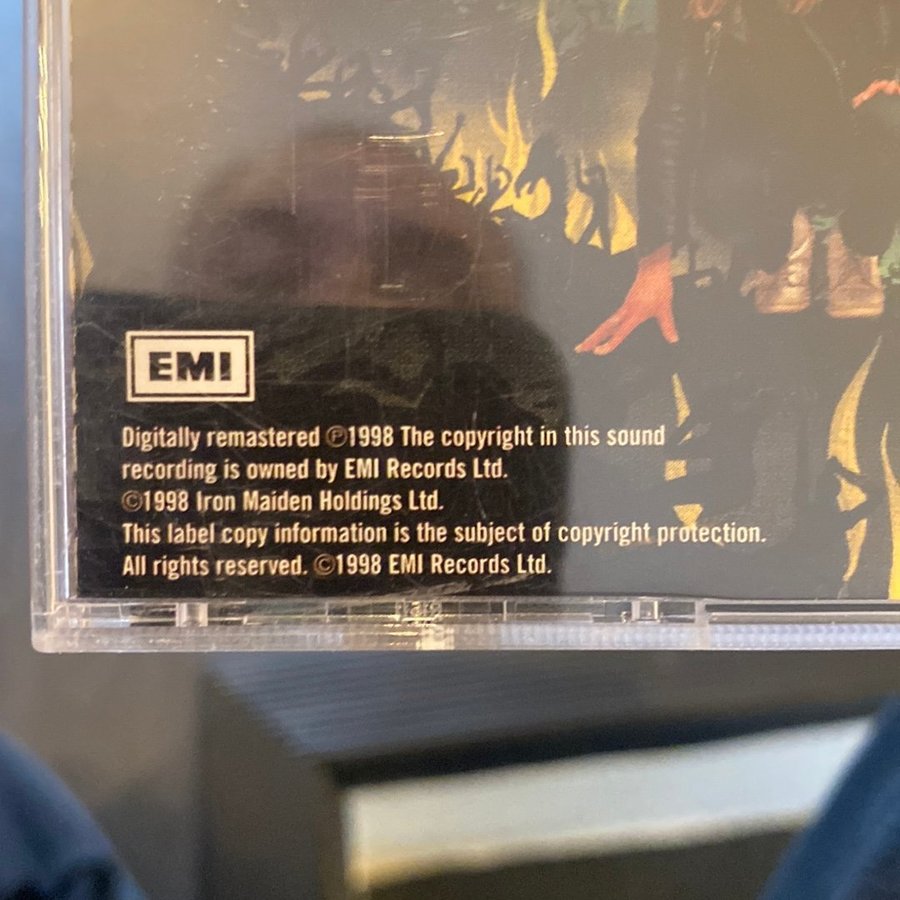 EMI
Digitally remastered ℗1998 The copyright in this sound
recording is owned by EMI Records Ltd.
©1998 Iron Maiden Holdings Ltd.
This label copy information is the subject of copyright protection.
All rights reserved. ©1998 EMI Records Ltd.